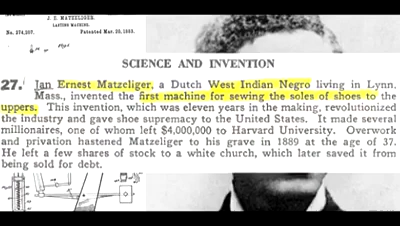 J. E. MATZELIGER.
LASTING MACHINE.
No. 274,207. Patented Mar. 20, 1883.
SCIENCE AND INVENTION
27. Jan Ernest Matzeliger, a Dutch West Indian Negro living in Lynn,
Mass., invented the first machine for sewing the soles of shoes to the
uppers. This invention, which was eleven years in the making, revolutionized
the industry and gave shoe supremacy to the United States. It made several
millionaires, one of whom left $4,000,000 to Harvard University. Overwork
and privation hastened Matzeliger to his grave in 1889 at the age of 37.
He left a few shares of stock to a white church, which later saved it from
being sold for debt.